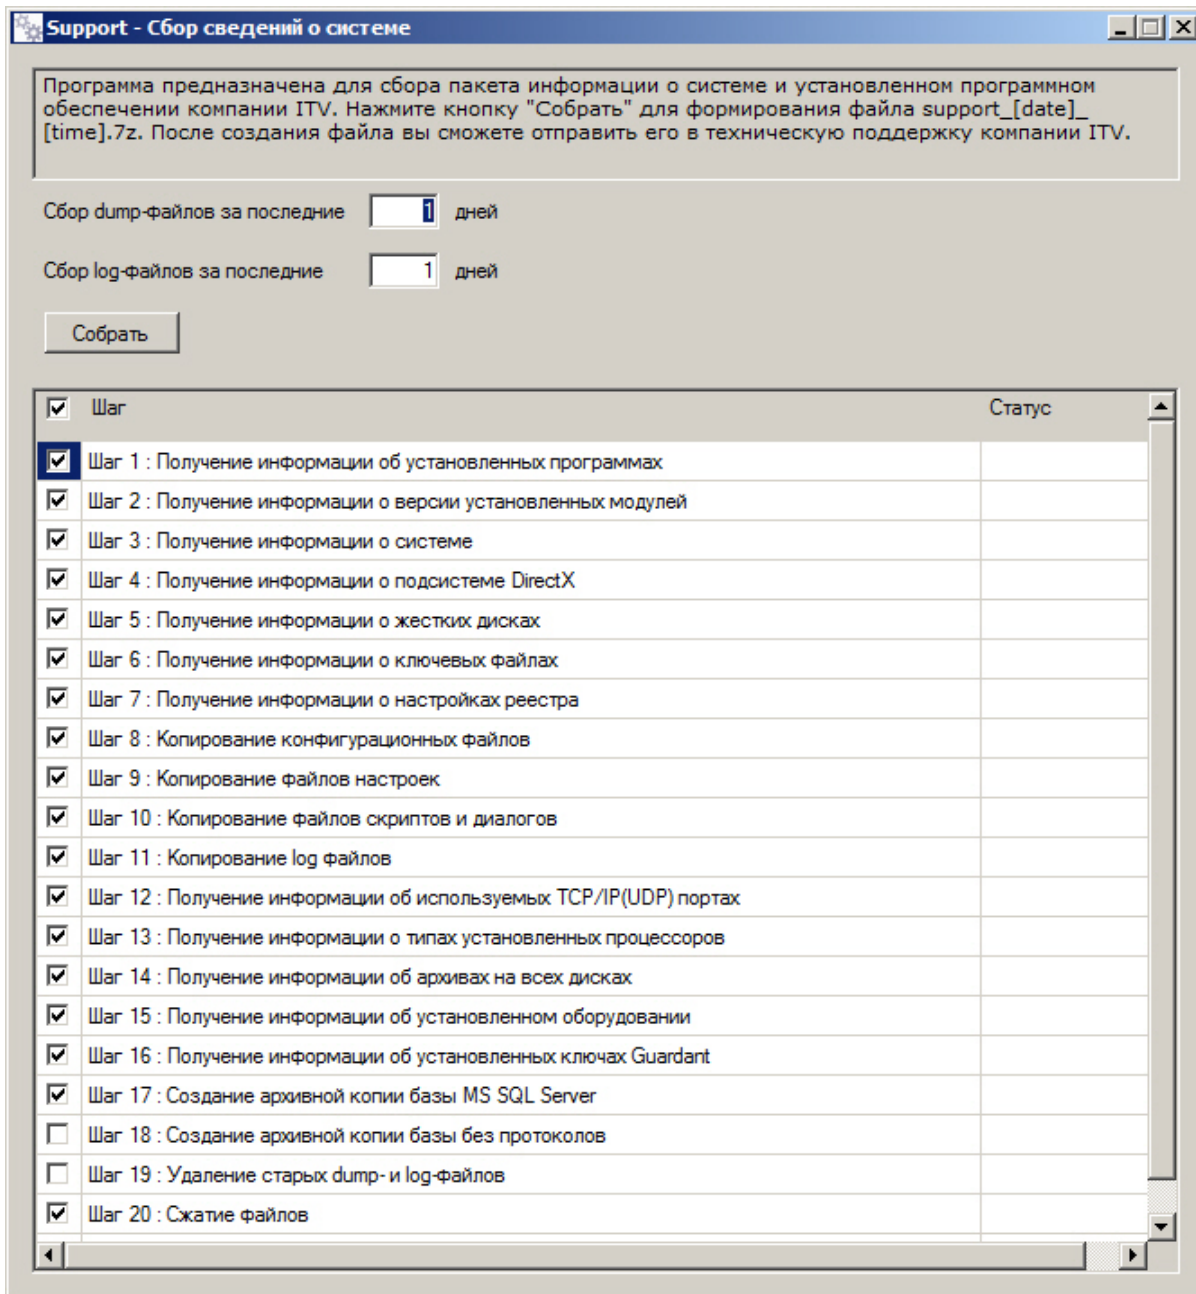 Support - Сбор сведений о системе
Программа предназначена для сбора пакета информации о системе и установленном программном
обеспечении компании ITV. Нажмите кнопку "Собрать" для формирования файла support_[date]_
[time].7z. После создания файла вы сможете отправить его в техническую поддержку компании ITV.
Сбор dump-файлов за последние 1 дней
Сбор log-файлов за последние 1 дней
Собрать
Шаг Статус
Шаг 1 : Получение информации об установленных программах
Шаг 2 : Получение информации о версии установленных модулей
Шаг 3 : Получение информации о системе
Шаг 4 : Получение информации о подсистеме DirectX
Шаг 5 : Получение информации о жестких дисках
Шаг 6 : Получение информации о ключевых файлах
Шаг 7 : Получение информации о настройках реестра
Шаг 8 : Копирование конфигурационных файлов
Шаг 9 : Копирование файлов настроек
Шаг 10 : Копирование файлов скриптов и диалогов
Шаг 11 : Копирование log файлов
Шаг 12 : Получение информации об используемых TCP/IP(UDP) портах
Шаг 13 : Получение информации о типах установленных процессоров
Шаг 14 : Получение информации об архивах на всех дисках
Шаг 15 : Получение информации об установленном оборудовании
Шаг 16 : Получение информации об установленных ключах Guardant
Шаг 17 : Создание архивной копии базы MS SQL Server
Шаг 18 : Создание архивной копии базы без протоколов
Шаг 19 : Удаление старых dump- и log-файлов
Шаг 20 : Сжатие файлов